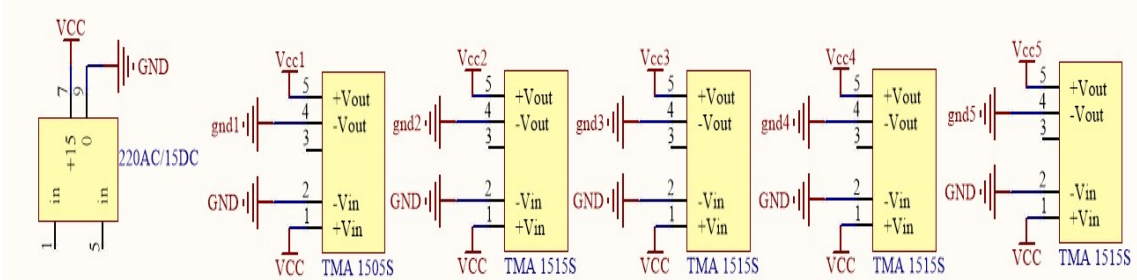 VCC
GND
7
9
+15
0
220AC/15DC
in
in
1
5
Vcc1
5
+Vout
gnd1
4
-Vout
3
GND
2
-Vin
1
+Vin
VCC
TMA 1505S
Vcc2
5
+Vout
gnd2
4
-Vout
3
GND
2
-Vin
1
+Vin
VCC
TMA 1515S
Vcc3
5
+Vout
gnd3
4
-Vout
3
GND
2
-Vin
1
+Vin
VCC
TMA 1515S
Vcc4
5
+Vout
gnd4
4
-Vout
3
GND
2
-Vin
1
+Vin
VCC
TMA 1515S
Vcc5
5
+Vout
gnd5
4
-Vout
3
GND
2
-Vin
1
+Vin
VCC
TMA 1515S